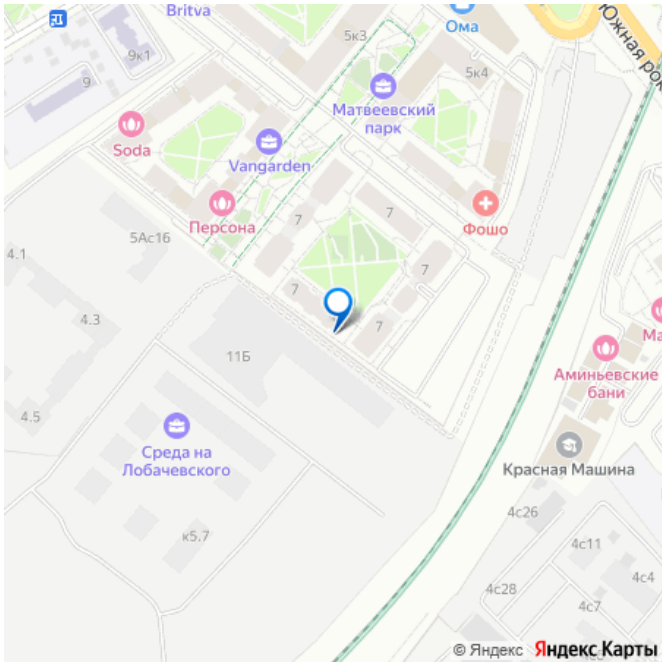 Britva
Южная рок
Ома
5к3
9к1
9
5к4
Матвеевский
парк
Soda
Vangarden
Персона
7
Фошо
7
5Ас16
4.1
7
7
4.3
7
11Б
Ма
Аминьевские
бани
4.5
Среда на
Лобачевского
Красная Машина
к5.7
4с26
4с11
4с4
4с28
4с7
© Яндекс Яндекс Карты